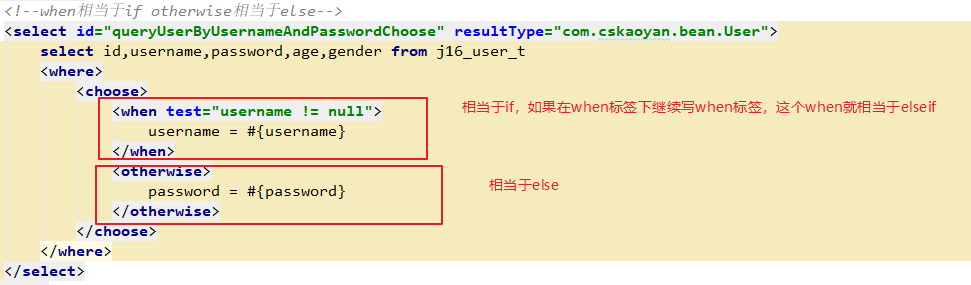 <!--when相当于if otherwise相当于else-->
<select id="queryUserByUsernameAndPasswordChoose" resultType="com.cskaoyan.bean.User">
select id,username,password,age,gender from j16_user_t
<where>
<choose>
<when test="username != null">
相当于if，如果在when标签下继续写when标签，这个when就相当于elseif
username = #{username}
</when>
<otherwise>
相当于else
password = #{password}
</otherwise>
</choose>
</where>
</select>